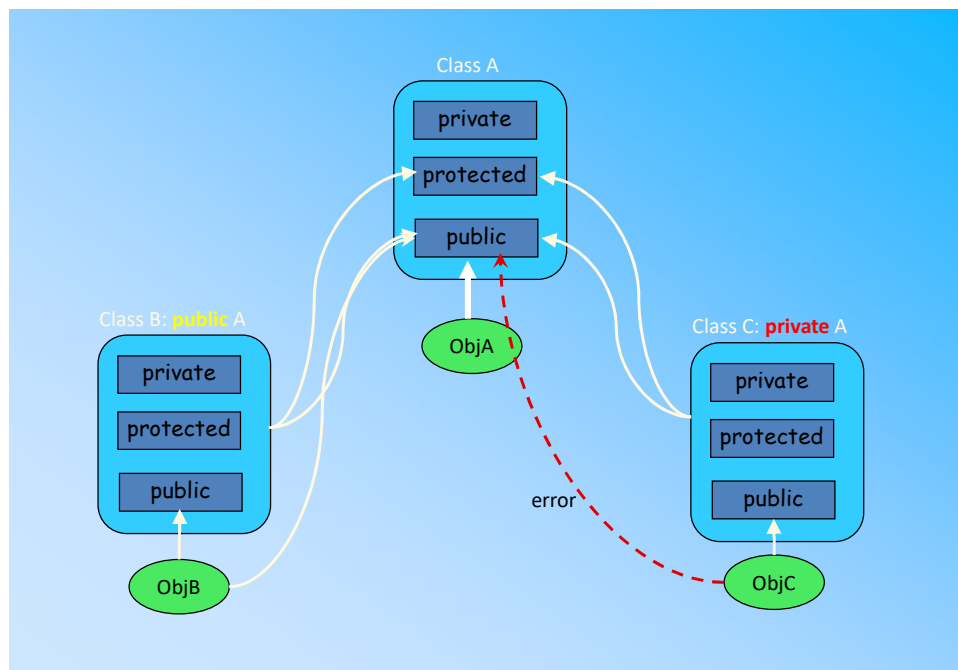 Class A
private
protected
public
Class B: public A
ObjA
Class C: private A
private
protected
public
private
protected
public
error
ObjB
ObjC